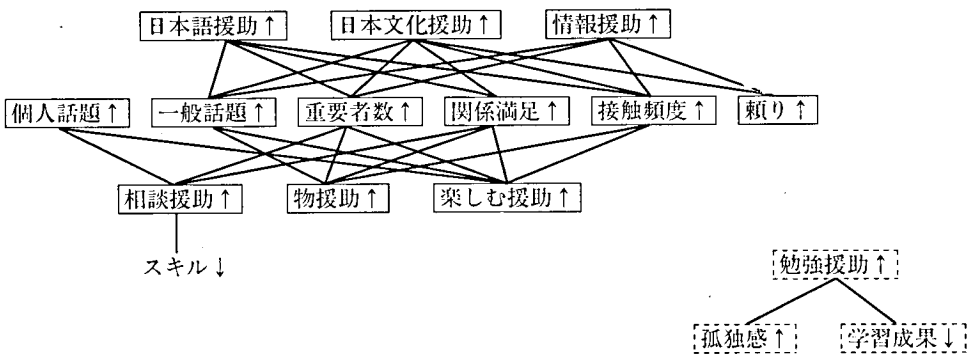 日本語援助↑ 日本文化援助↑ 情報援助↑
個人話題↑ 一般話題↑ 重要者数↑ 関係満足↑ 接触頻度↑ 頼り↑
相談援助↑ 物援助↑ 楽しむ援助↑
スキル↓
勉強援助↑
孤独感↑ 学習成果↓